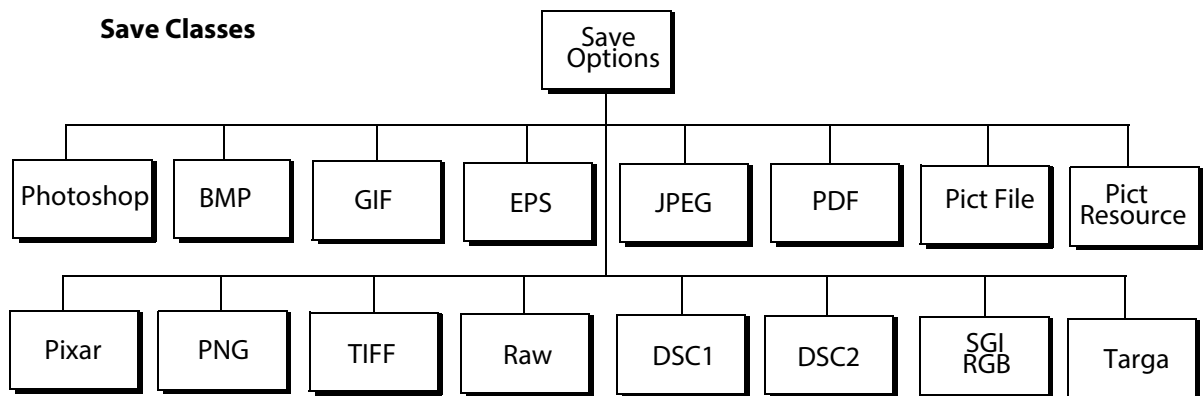 Save Classes
Save
Options
Photoshop
BMP
GIF
EPS
JPEG
PDF
Pict File
Pict
Resource
Pixar
PNG
TIFF
Raw
DSC1
DSC2
SGI
RGB
Targa